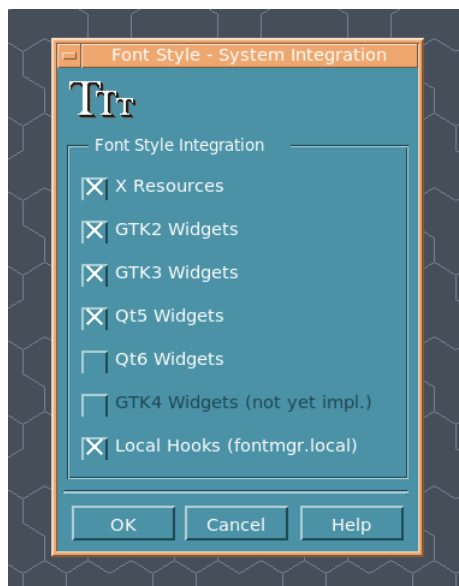 Font Style - System Integration
TTT
Font Style Integration
X Resources
GTK2 Widgets
GTK3 Widgets
Qt5 Widgets
Qt6 Widgets
GTK4 Widgets (not yet impl.)
Local Hooks (fontmgr.local)
OK Cancel Help